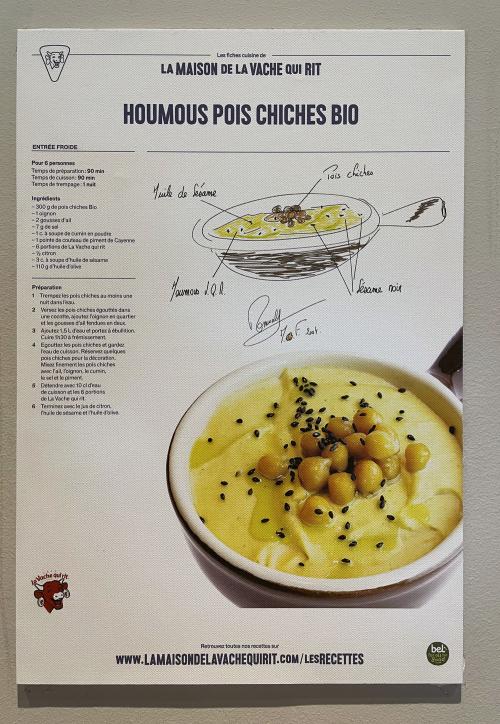 Les fiches cuisine de
LA MAISON DE LA VACHE QUI RIT
HOUMOUS POIS CHICHES BIO
ENTRÉE FROIDE
Pour 6 personnes
Temps de préparation : 90 min
Temps de cuisson : 90 min
Temps de trempage : 1 nuit
Ingrédients
– 300 g de pois chiches Bio
– 1 oignon
– 2 gousses d'ail
– 7 g de sel
– 1 c. à soupe de cumin en poudre
– 1 pointe de couteau de piment de Cayenne
– 6 portions de La Vache qui rit
– ½ citron
– 3 c. à soupe d'huile de sésame
– 110 g d'huile d'olive
Préparation
1 Trempez les pois chiches au moins une
nuit dans l'eau.
2 Versez les pois chiches égouttés dans
une cocotte, ajoutez l'oignon en quartier
et les gousses d'ail fendues en deux.
3 Ajoutez 1,5 L d'eau et portez à ébullition.
Cuire 1h30 à frémissement.
4 Egouttez les pois chiches et gardez
l'eau de cuisson. Réservez quelques
pois chiches pour la décoration.
Mixez finement les pois chiches
avec l'ail, l'oignon, le cumin,
le sel et le piment.
5 Détendre avec 10 cl d'eau
de cuisson et les 6 portions
de La Vache qui rit.
6 Terminez avec le jus de citron,
l'huile de sésame et l'huile d'olive.
Huile de Sésame
Pois chiches
Houmous V.Q.R.
Sésame noir
La Vache qui rit
Retrouvez toutes nos recettes sur
WWW.LAMAISONDELAVACHEQUIRIT.COM/LESRECETTES
bel